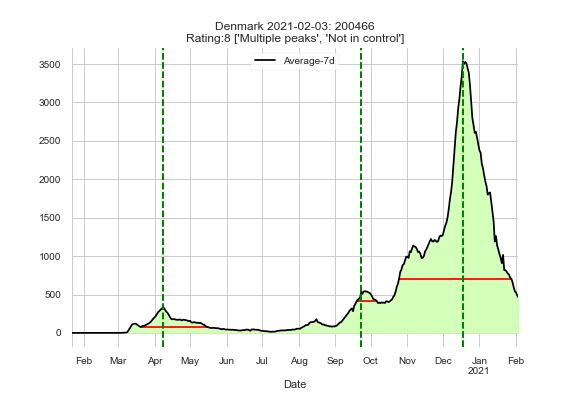 Denmark 2021-02-03: 200466
Rating:8 ['Multiple peaks', 'Not in control']
Average-7d
3500
3000
2500
2000
1500
1000
500
0
Feb Mar Apr May Jun Jul Aug Sep Oct Nov Dec Jan Feb
2021
Date